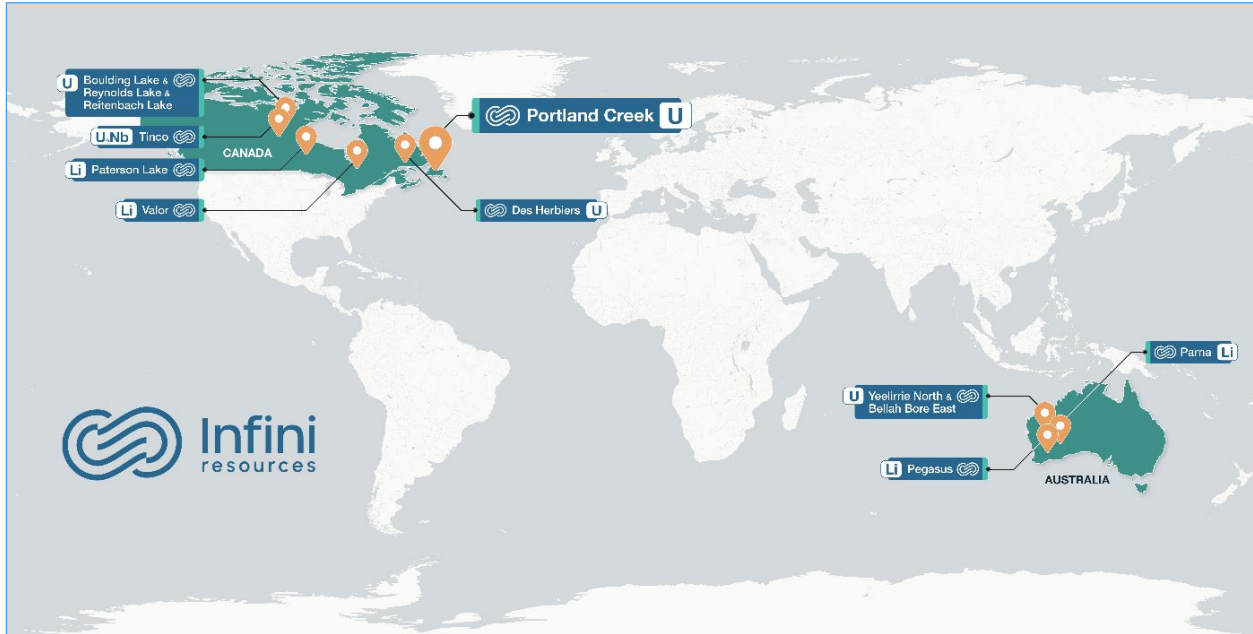 U Boulding Lake &
Reynolds Lake &
Reitenbach Lake
U.Nb Tinco
Li Paterson Lake
Li Valor
CANADA
Portland Creek U
Des Herbiers U
Parna Li
U Yeelirrie North &
Bellah Bore East
Li Pegasus
AUSTRALIA
Infini
resources